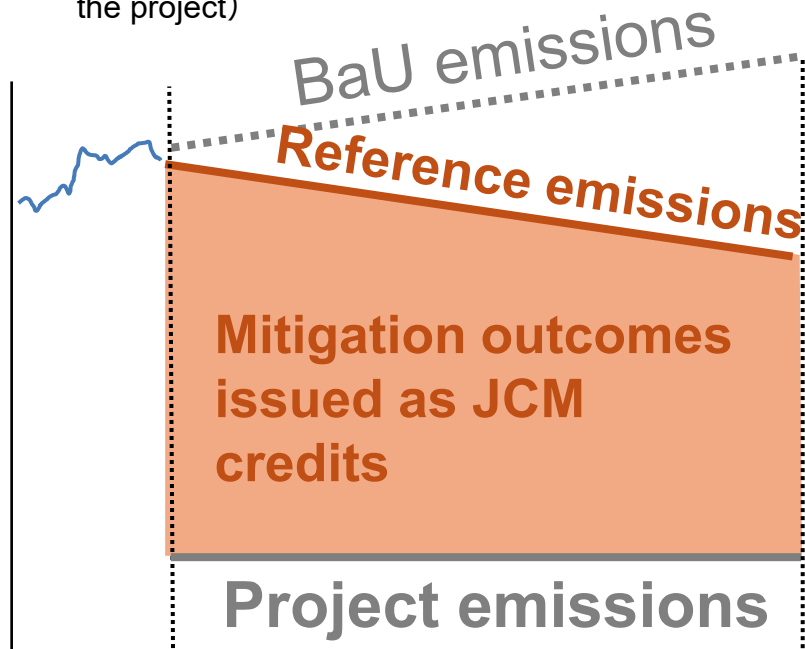 the project)
BaU emissions
Reference emissions
Mitigation outcomes
issued as JCM
credits
Project emissions